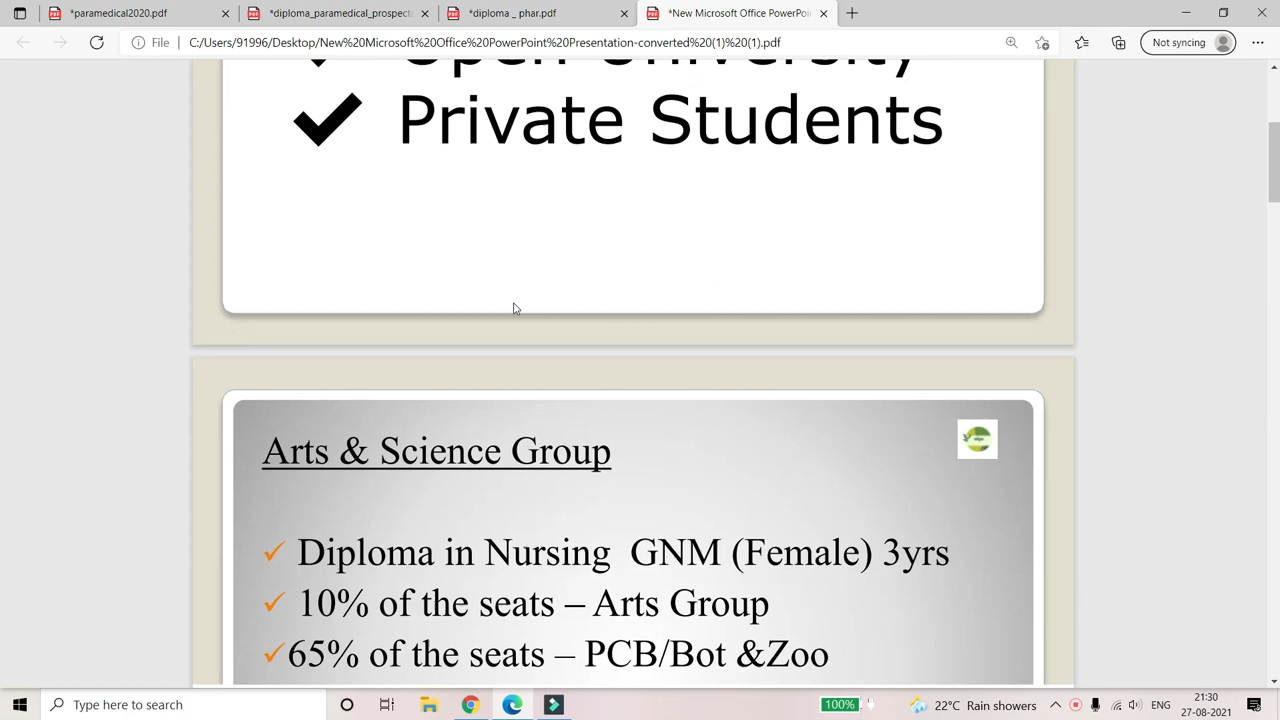 *paramedical2020.pdf
*diploma_paramedical_prospect
*diploma _ phar.pdf
*New Microsoft Office PowerPoin
File
C:/Users/91996/Desktop/New%20Microsoft%20Office%20PowerPoint%20Presentation-converted%20(1)%20(1).pdf
Not syncing
Open University
✔ Private Students
Arts & Science Group
✓ Diploma in Nursing GNM (Female) 3yrs
✓ 10% of the seats – Arts Group
✓65% of the seats – PCB/Bot &Zoo
Type here to search
100%
22°C Rain showers
ENG
21:30
27-08-2021